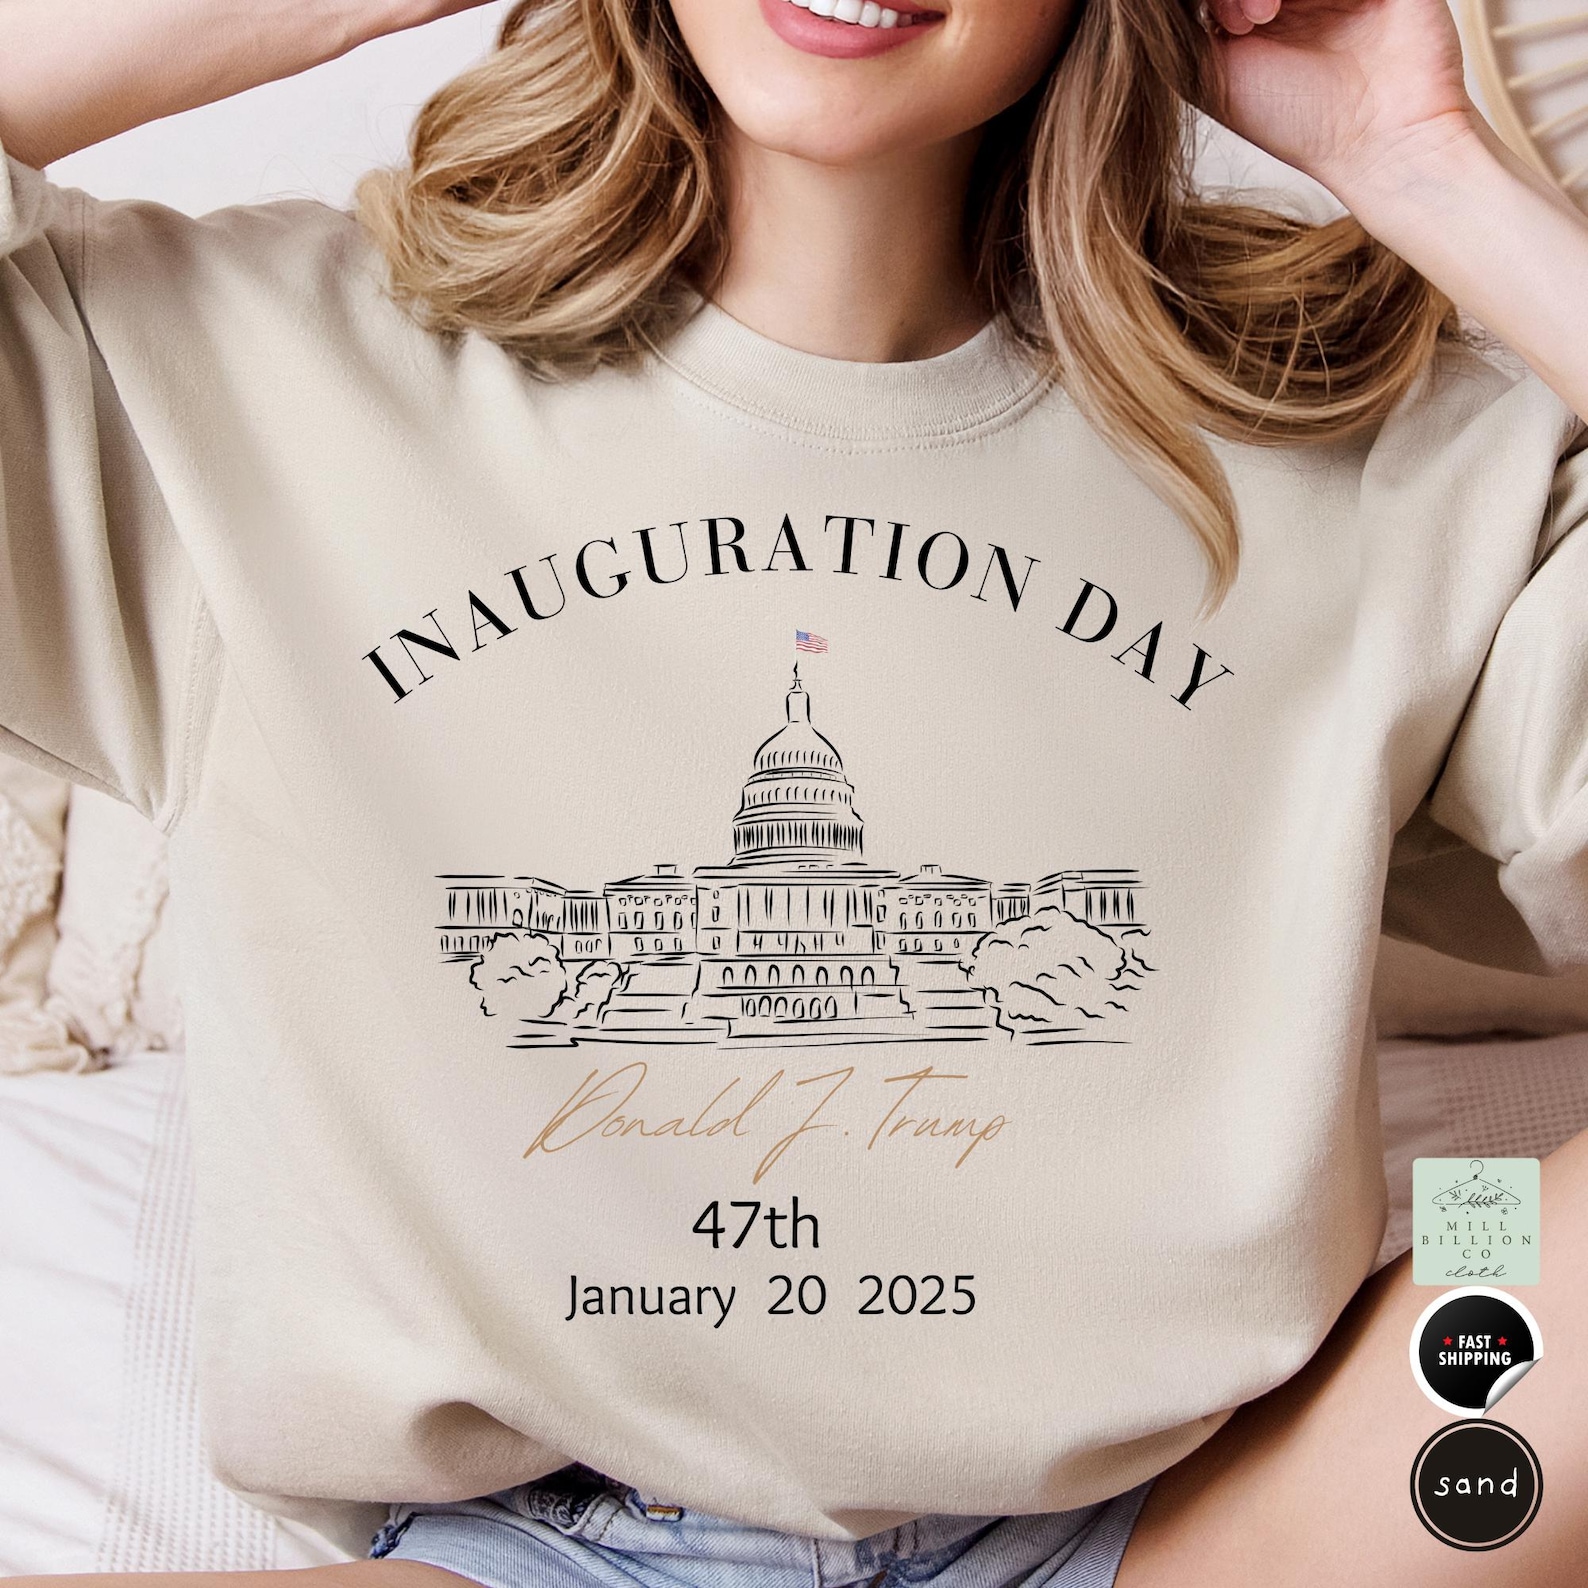 INAUGURATION DAY
Donald J. Trump
47th
January 20 2025
MILL
BILLION
CO
cloth
FAST
SHIPPING
sand